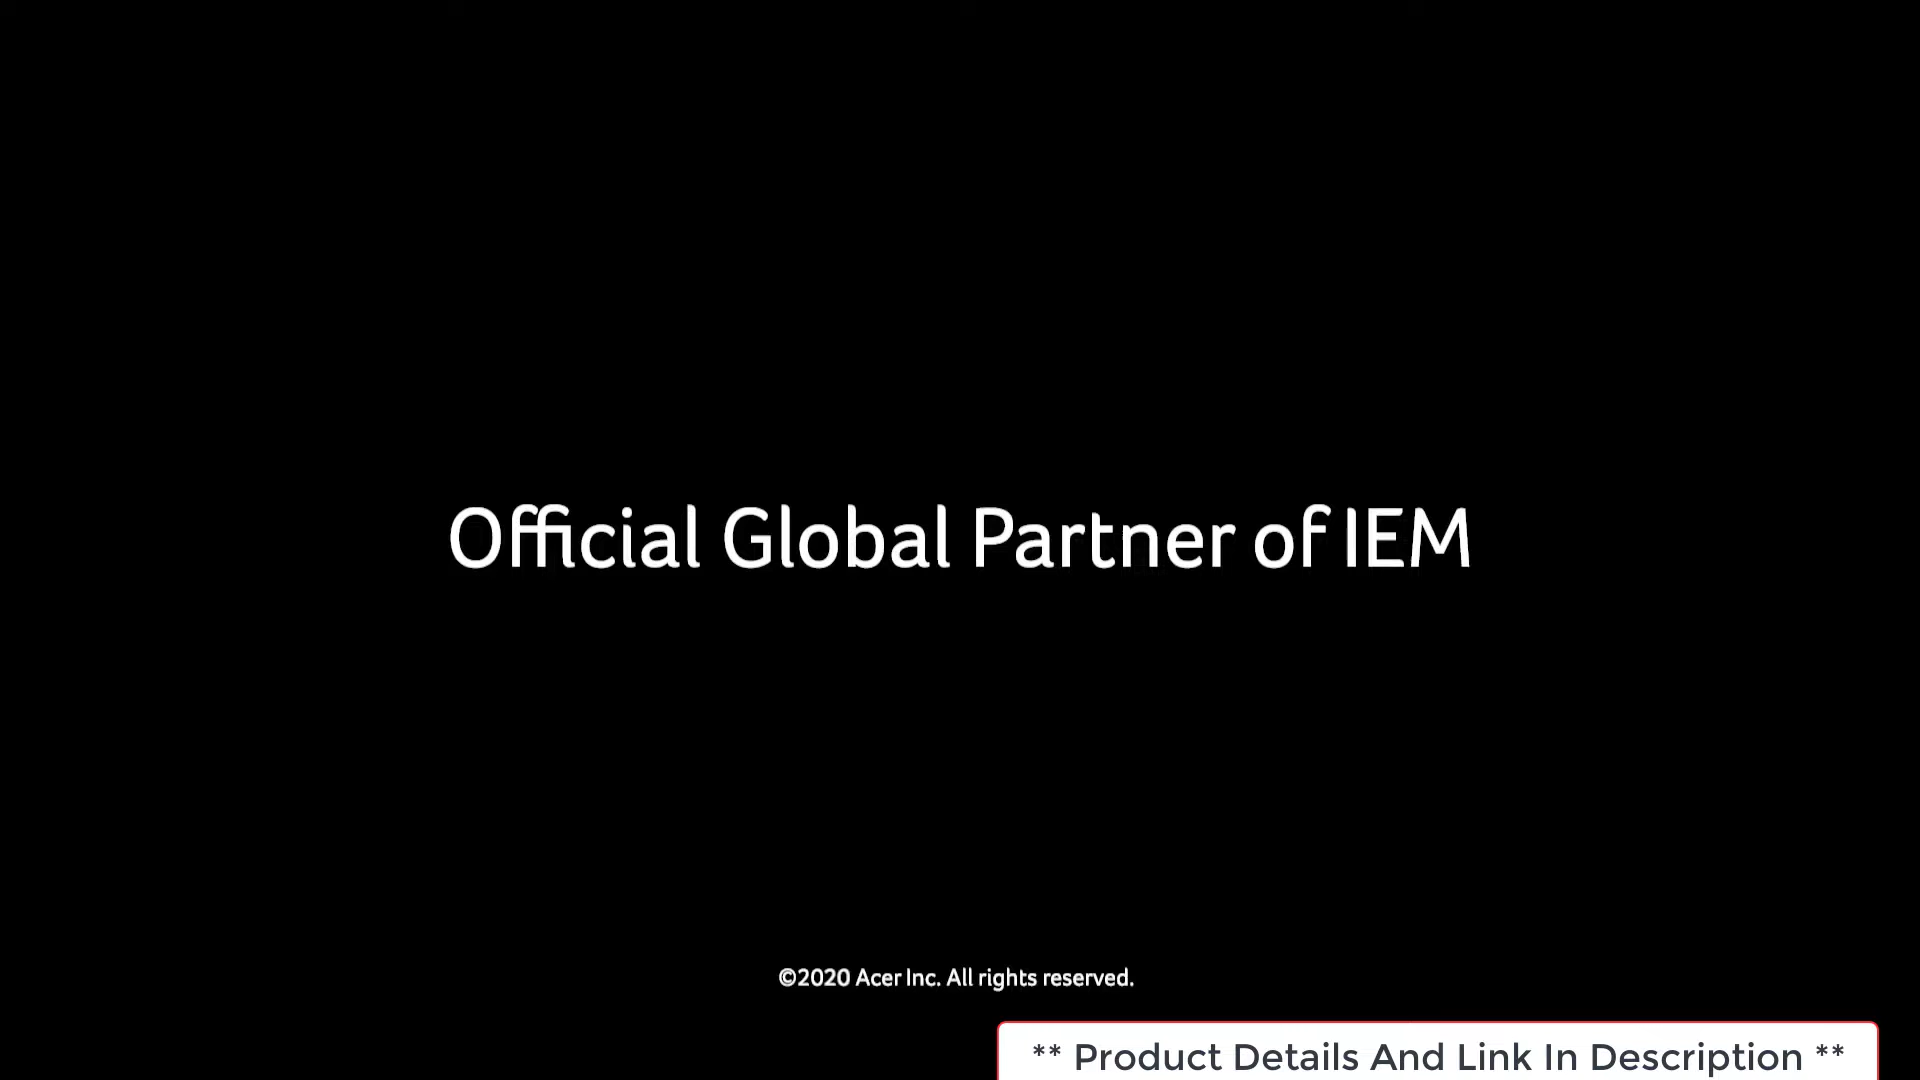 Official Global Partner of IEM
©2020 Acer Inc. All rights reserved.
** Product Details And Link In Description **